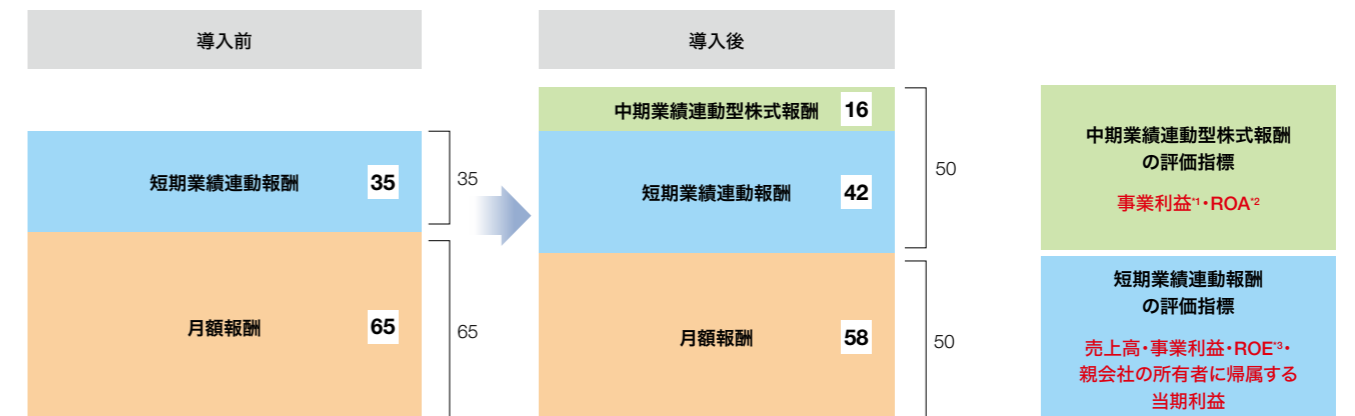 導入前
短期業績連動報酬 35
35
月額報酬 65
65
導入後
中期業績連動型株式報酬 16
短期業績連動報酬 42
50
月額報酬 58
50
中期業績連動型株式報酬
の評価指標
事業利益*1・ROA*2
短期業績連動報酬
の評価指標
売上高・事業利益・ROE*3・
親会社の所有者に帰属する
当期利益